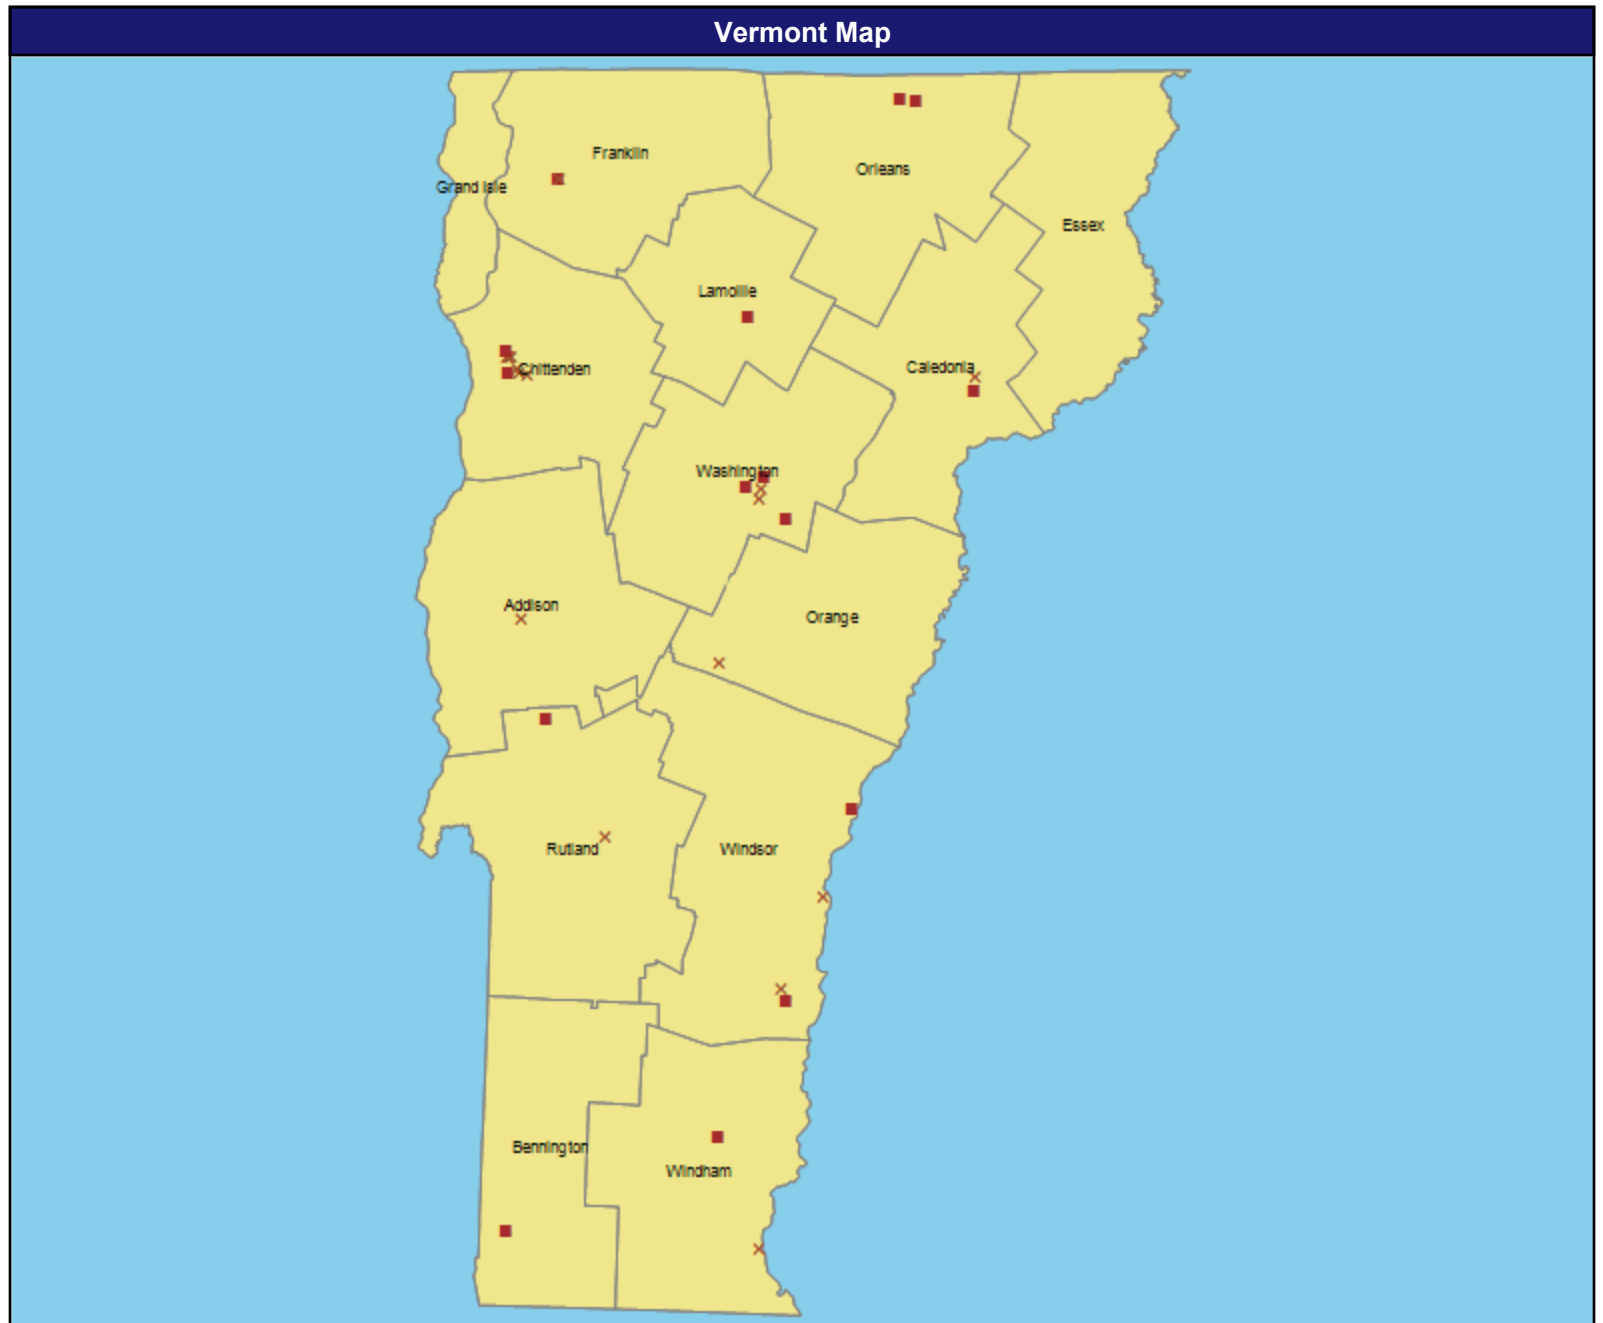 Vermont Map
Franklin
Orleans
Grand Isle
Essex
Lamoille
Chittenden
Caledonia
Washington
Addison
Orange
Rutland
Windsor
Bennington
Windham